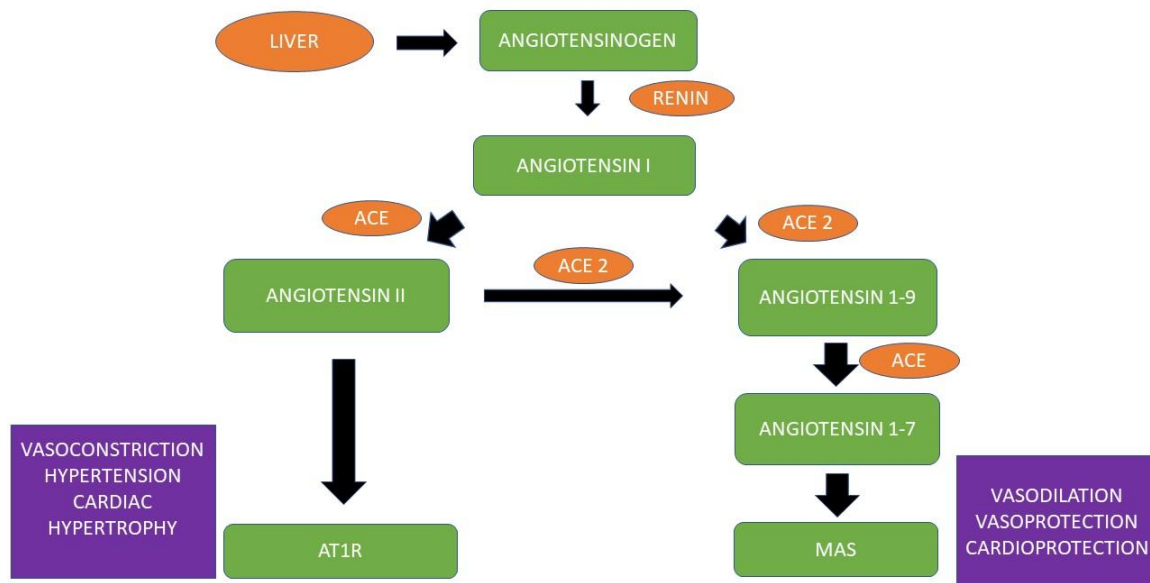 LIVER
ANGIOTENSINOGEN
RENIN
ANGIOTENSIN I
ACE
ACE 2
ANGIOTENSIN II
ACE 2
ANGIOTENSIN 1-9
ACE
ANGIOTENSIN 1-7
VASOCONSTRICTION
HYPERTENSION
CARDIAC
HYPERTROPHY
AT1R
MAS
VASODILATION
VASOPROTECTION
CARDIOPROTECTION